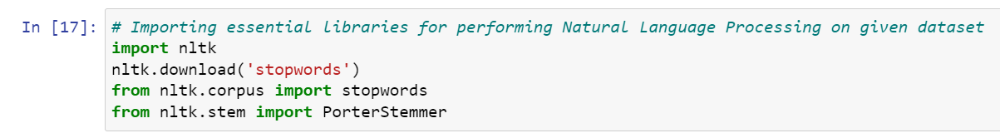 In [17]: # Importing essential libraries for performing Natural Language Processing on given dataset
import nltk
nltk.download('stopwords')
from nltk.corpus import stopwords
from nltk.stem import PorterStemmer